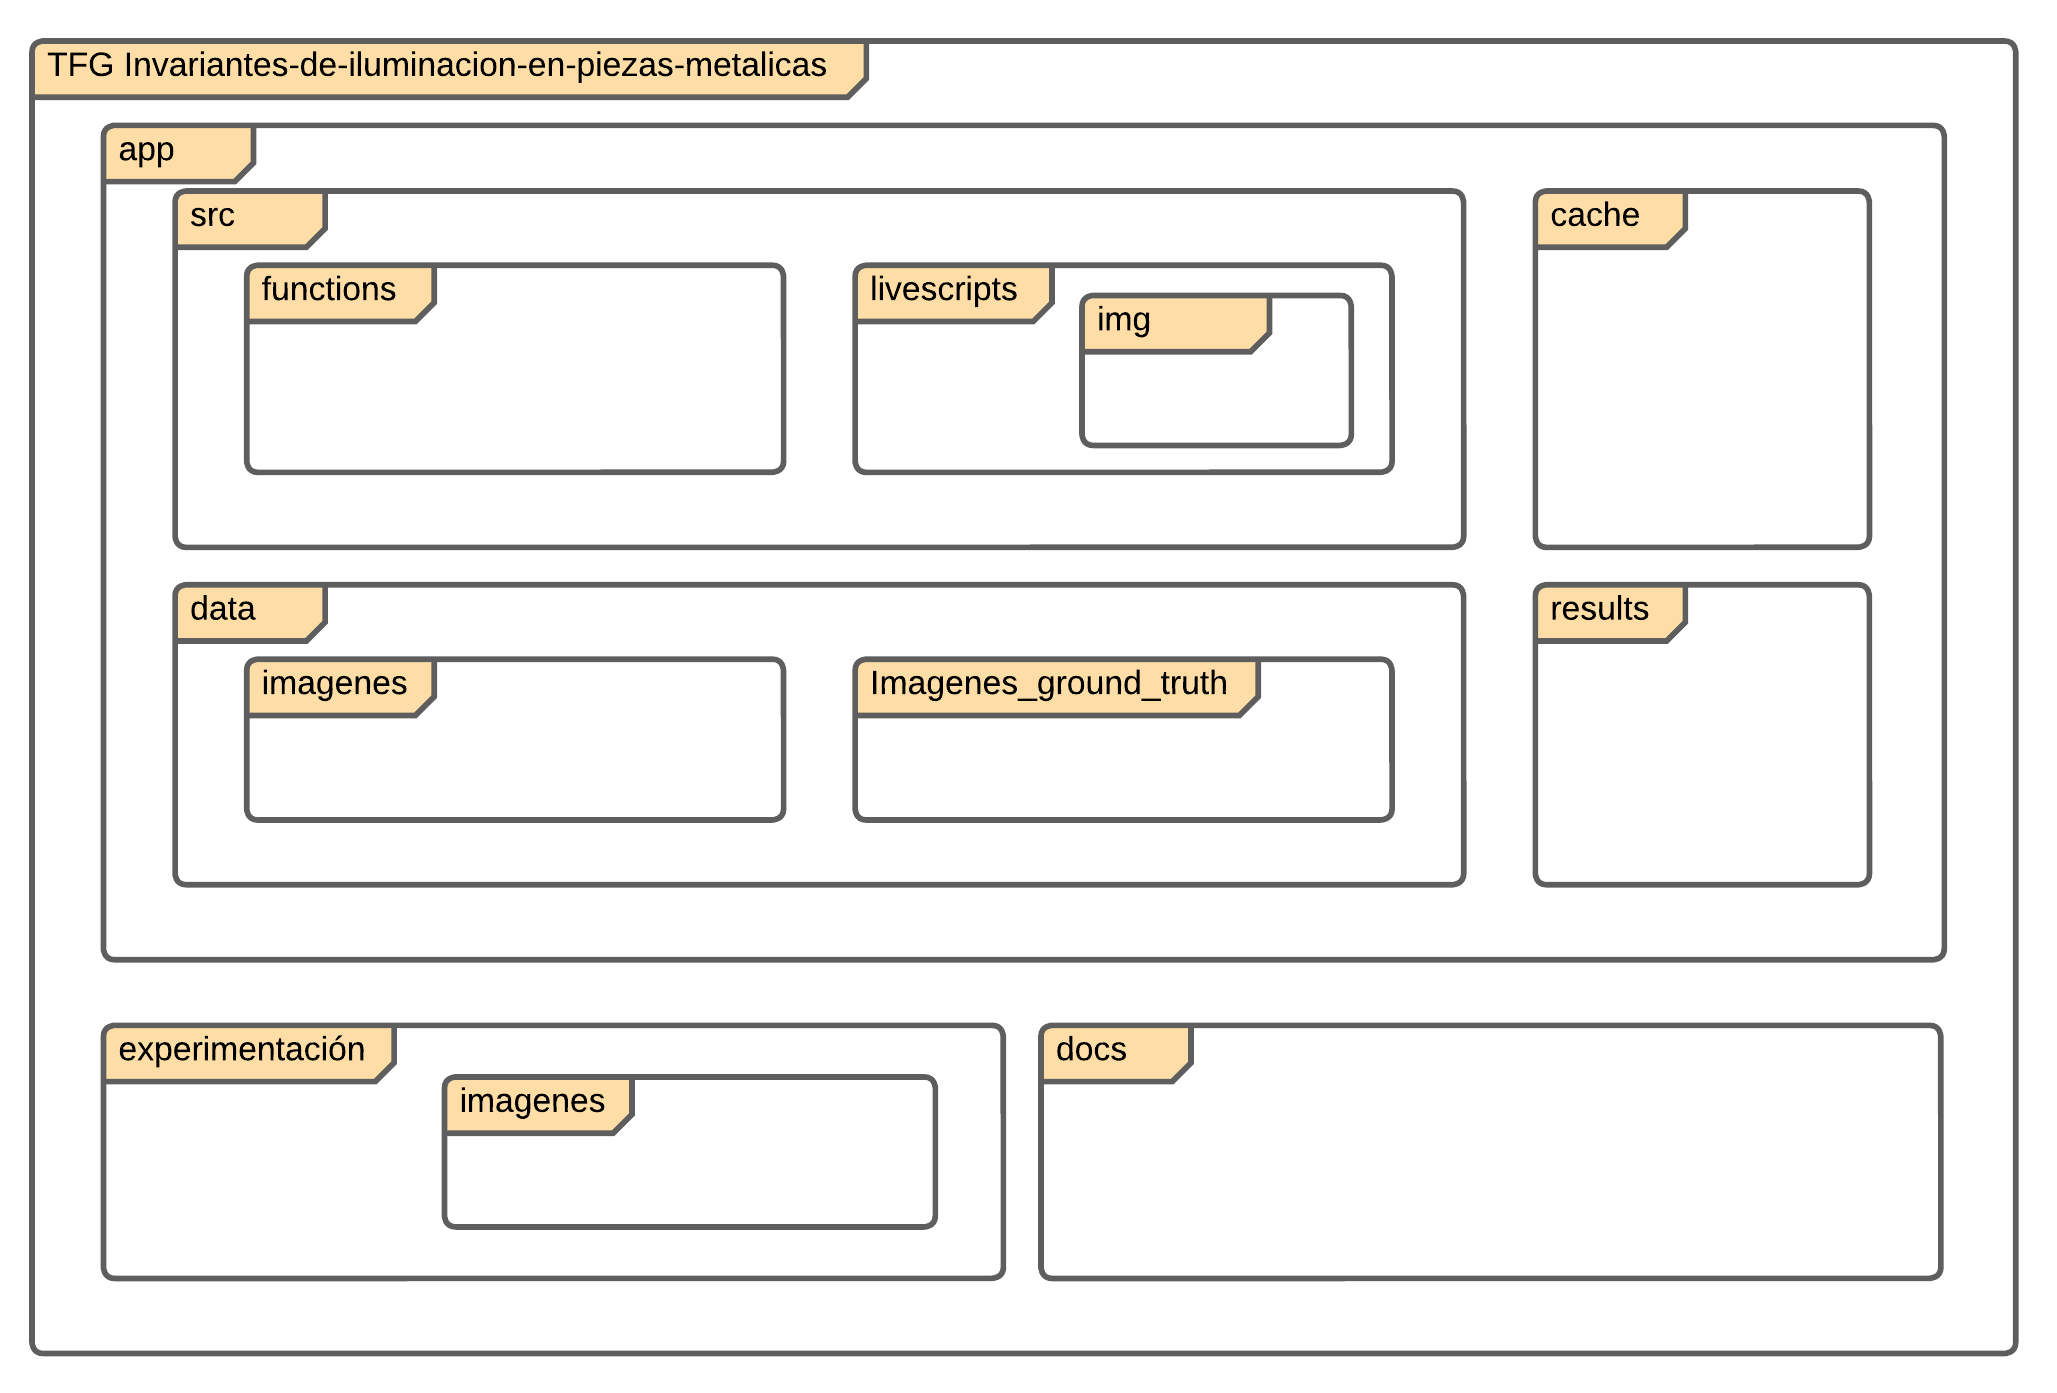 TFG Invariantes-de-iluminacion-en-piezas-metalicas
app
src
cache
functions
livescripts
img
data
results
imagenes
Imagenes_ground_truth
experimentación
docs
imagenes